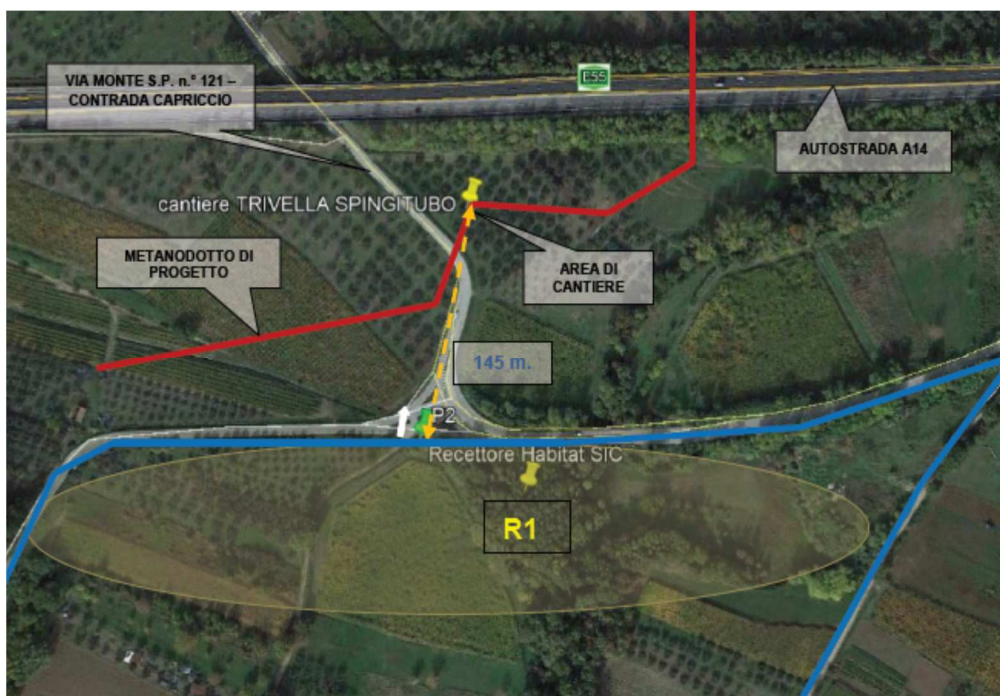 E55
VIA MONTE S.P. n.° 121 –
CONTRADA CAPRICCIO
AUTOSTRADA A14
cantiere TRIVELLA SPINGITUBO
METANODOTTO DI
PROGETTO
AREA DI
CANTIERE
145 m.
P2
Recettore Habitat SIC
R1